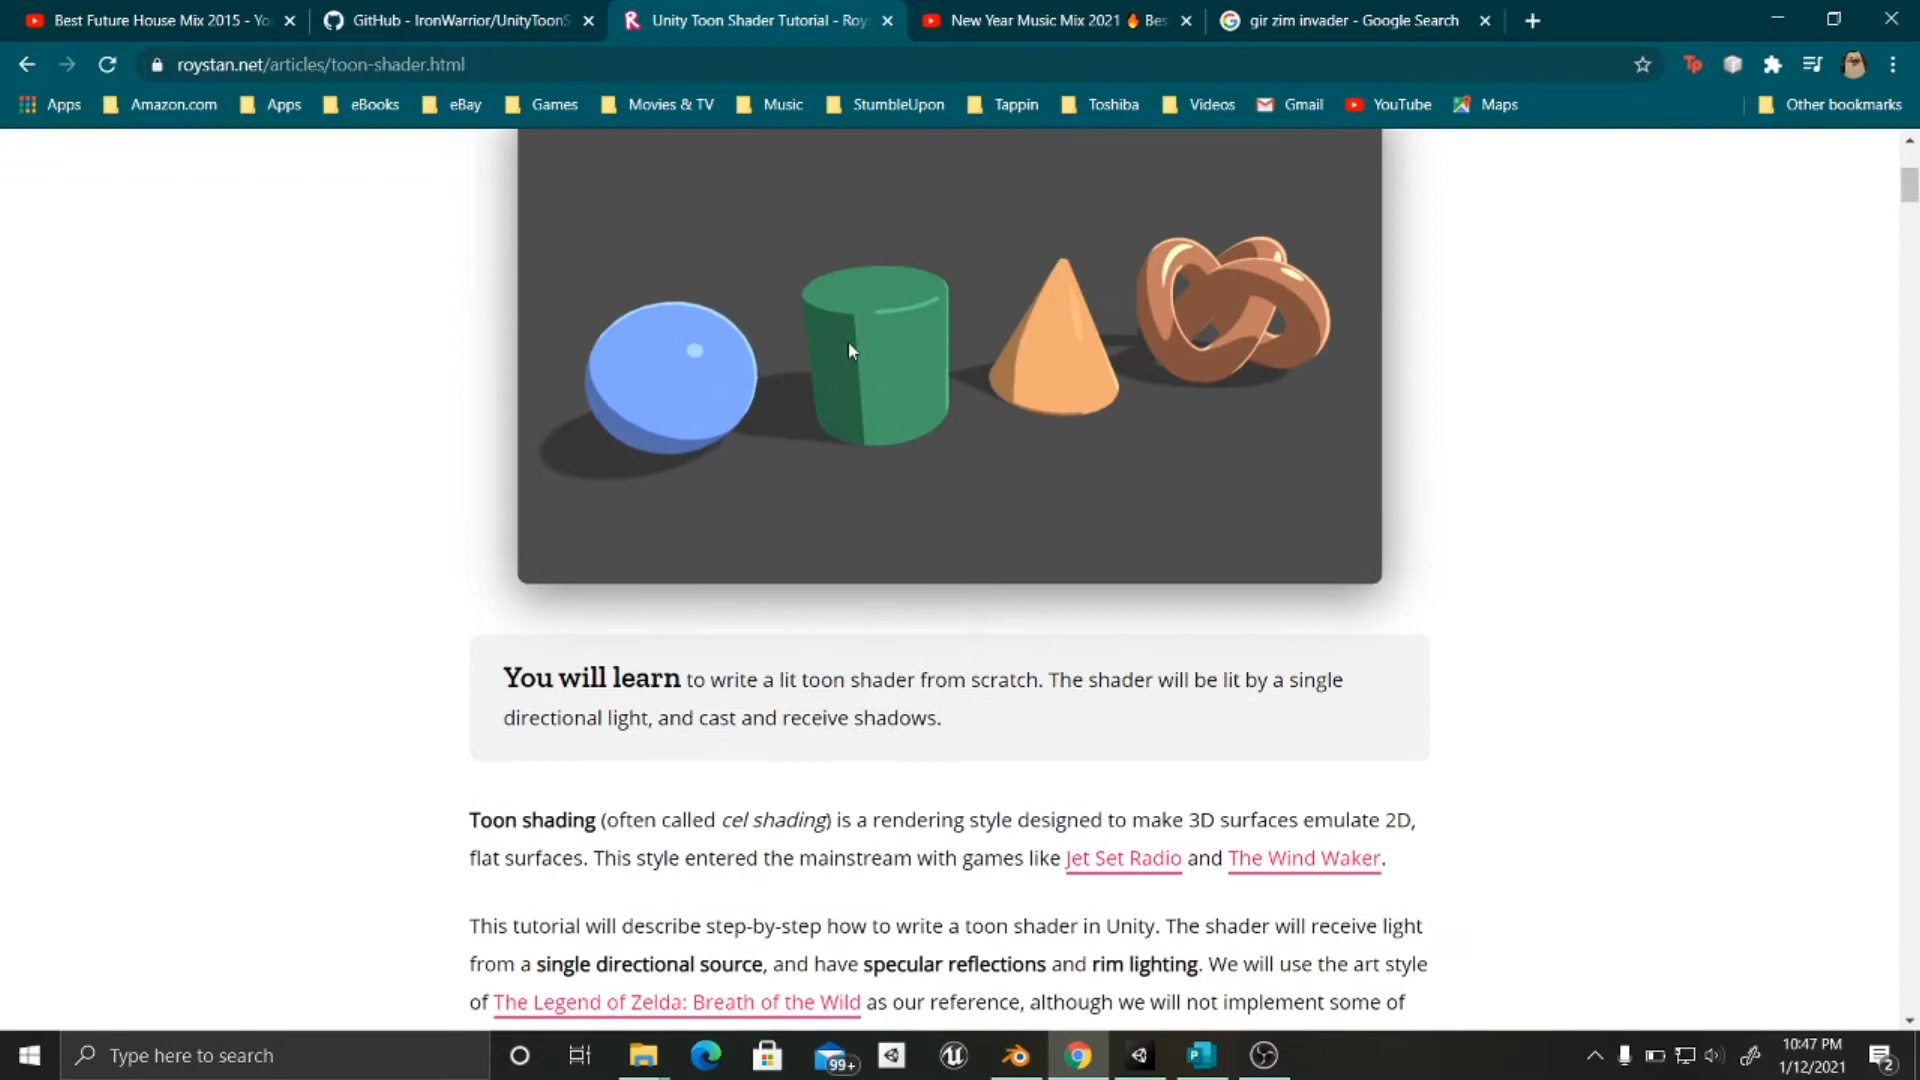 Best Future House Mix 2015 - Yo
GitHub - IronWarrior/UnityToonS
Unity Toon Shader Tutorial - Roys
New Year Music Mix 2021 🔥 Bes
gir zim invader - Google Search
roystan.net/articles/toon-shader.html
Tp
Apps
Amazon.com
Apps
eBooks
eBay
Games
Movies & TV
Music
StumbleUpon
Tappin
Toshiba
Videos
Gmail
YouTube
Maps
Other bookmarks
You will learn to write a lit toon shader from scratch. The shader will be lit by a single
directional light, and cast and receive shadows.
Toon shading (often called cel shading) is a rendering style designed to make 3D surfaces emulate 2D,
flat surfaces. This style entered the mainstream with games like Jet Set Radio and The Wind Waker.
This tutorial will describe step-by-step how to write a toon shader in Unity. The shader will receive light
from a single directional source, and have specular reflections and rim lighting. We will use the art style
of The Legend of Zelda: Breath of the Wild as our reference, although we will not implement some of
Type here to search
99+
10:47 PM
1/12/2021
2